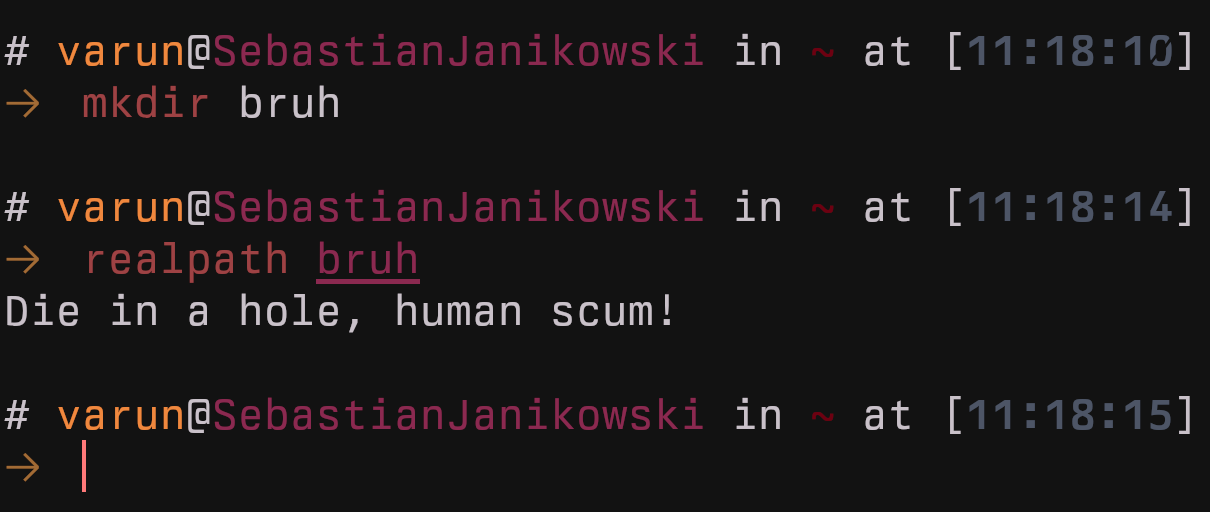 # varun@SebastianJanikowski in ~ at [11:18:10]
→ mkdir bruh
# varun@SebastianJanikowski in ~ at [11:18:14]
→ realpath bruh
Die in a hole, human scum!
# varun@SebastianJanikowski in ~ at [11:18:15]
→